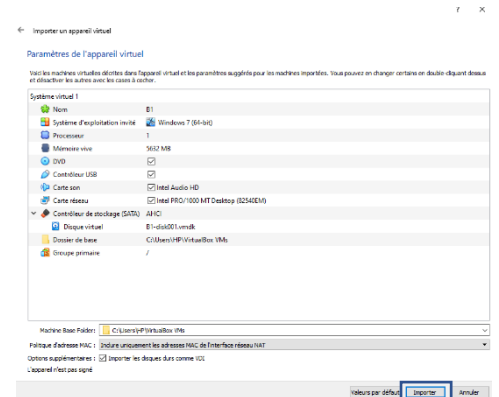 ? ×
← Importer un appareil virtuel
Paramètres de l'appareil virtuel
Voici les machines virtuelles décrites dans l'appareil virtuel et les paramètres suggérés pour les machines importées. Vous pouvez en changer certains en double-cliquant dessus
et désactiver les autres avec les cases à cocher.
Système virtuel 1
Nom B1
Système d'exploitation invité Windows 7 (64-bit)
Processeur 1
Mémoire vive 5632 MB
DVD
Contrôleur USB
Carte son Intel Audio HD
Carte réseau Intel PRO/1000 MT Desktop (82540EM)
Contrôleur de stockage (SATA) AHCI
Disque virtuel B1-disk001.vmdk
Dossier de base C:\Users\HP\VirtualBox VMs
Groupe primaire /
Machine Base Folder: C:\Users\HP\VirtualBox VMs
Politique d'adresse MAC : Inclure uniquement les adresses MAC de l'interface réseau NAT
Options supplémentaires : Importer les disques durs comme VDI
L'appareil n'est pas signé
Valeurs par défaut Importer Annuler